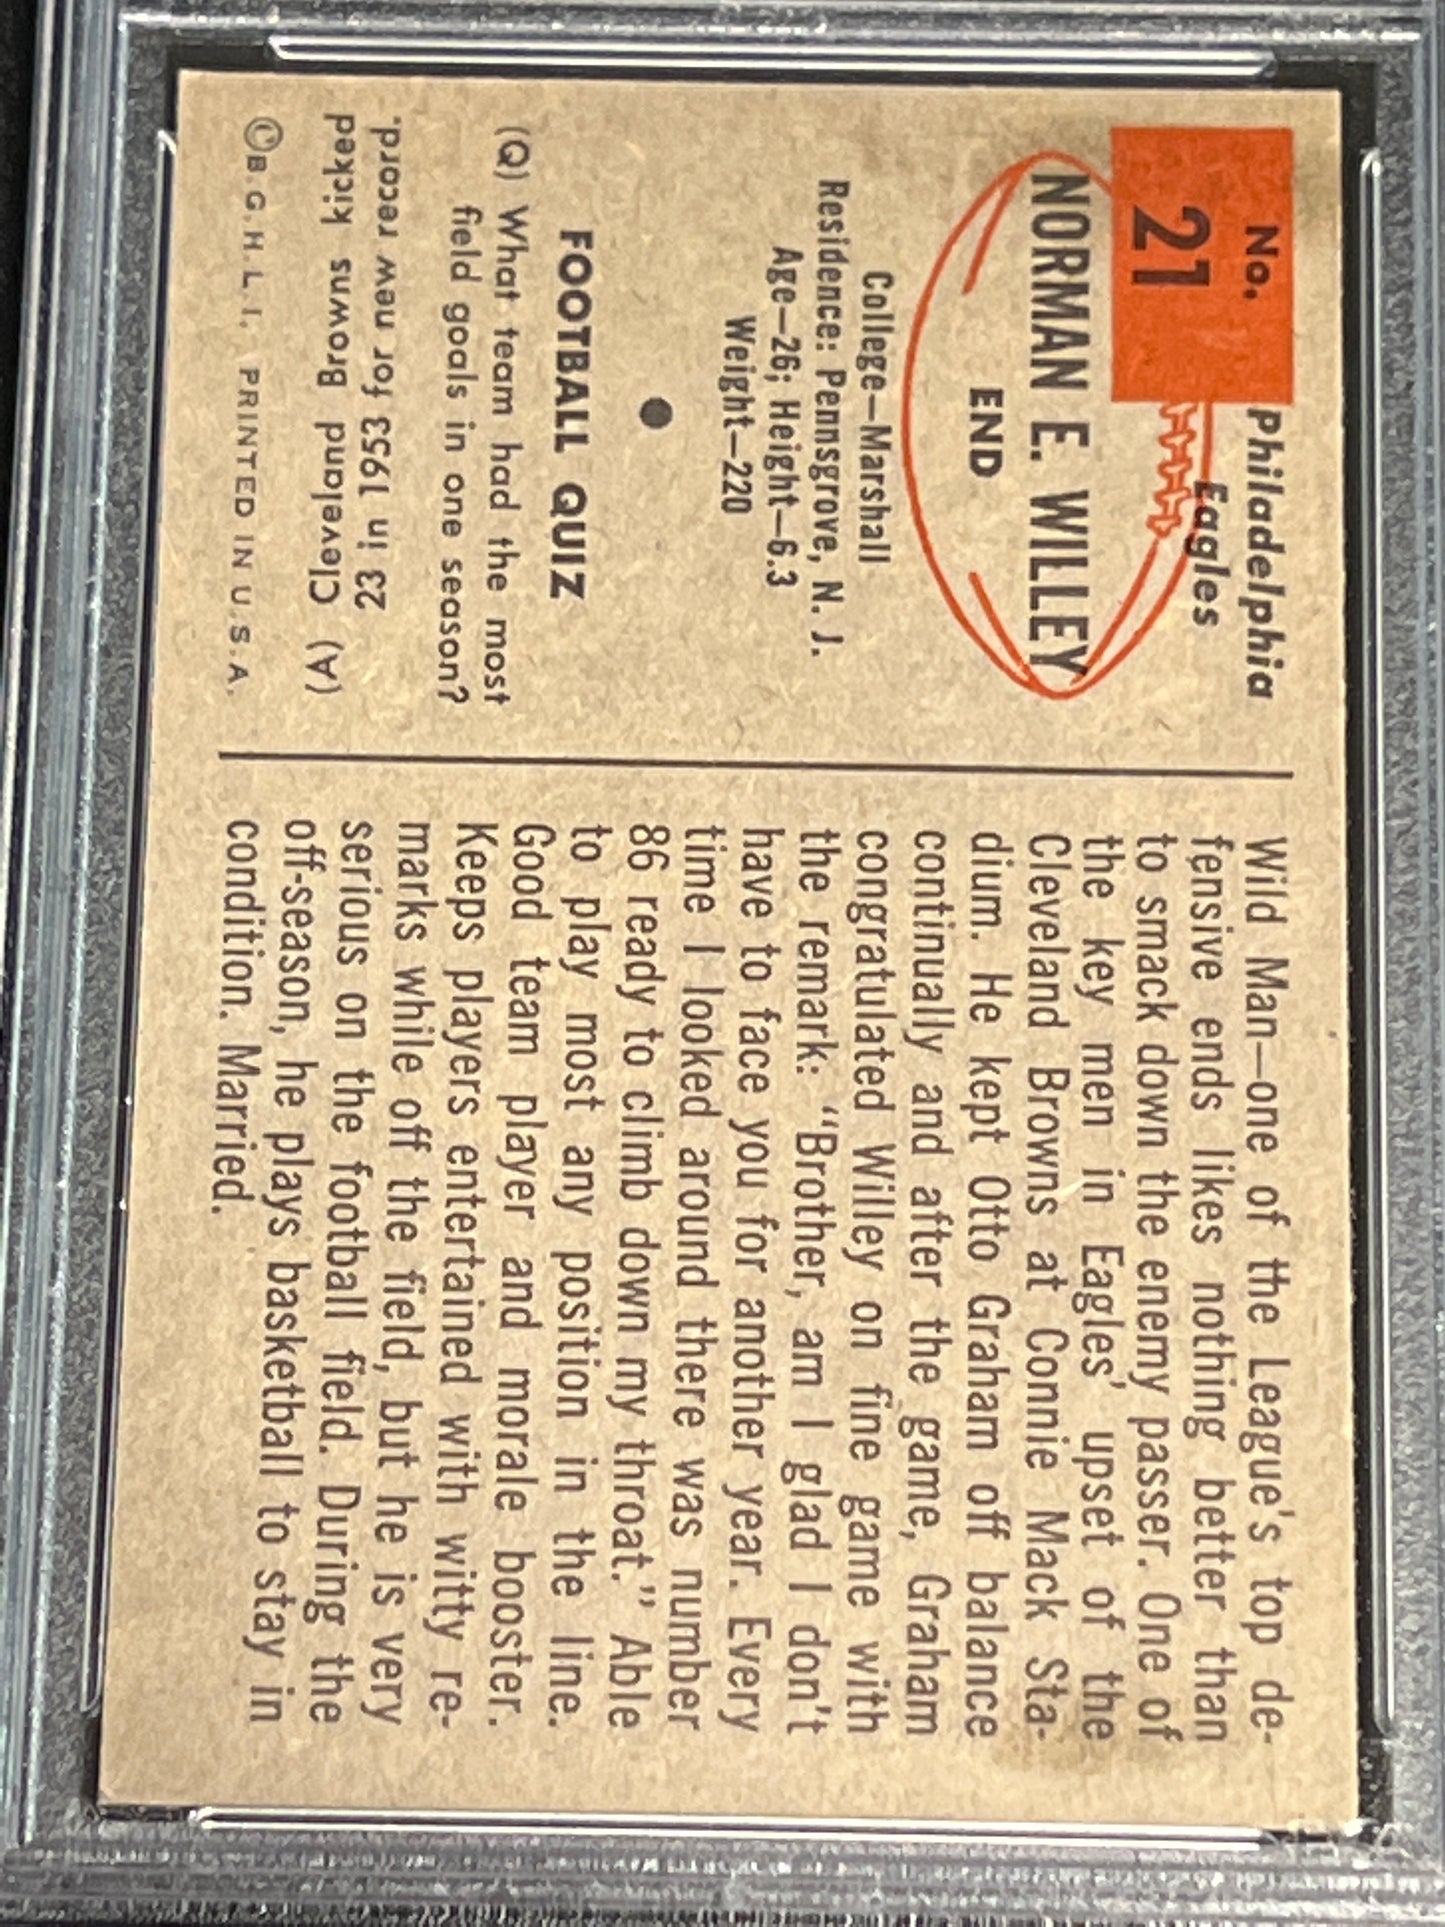 No.
21
Philadelphia
Eagles
NORMAN E. WILLEY
END
College—Marshall
Residence: Pennsgrove, N. J.
Age—26; Height—6.3
Weight—220
FOOTBALL QUIZ
(Q) What team had the most
field goals in one season?
(A) Cleveland Browns kicked
23 in 1953 for new record.
©B. G. H. L. I. PRINTED IN U. S. A.
Wild Man—one of the League's top de-
fensive ends likes nothing better than
to smack down the enemy passer. One of
the key men in Eagles' upset of the
Cleveland Browns at Connie Mack Sta-
dium. He kept Otto Graham off balance
continually and after the game, Graham
congratulated Willey on fine game with
the remark: "Brother, am I glad I don't
have to face you for another year. Every
time I looked around there was number
86 ready to climb down my throat." Able
to play most any position in the line.
Good team player and morale booster.
Keeps players entertained with witty re-
marks while off the field, but he is very
serious on the football field. During the
off-season, he plays basketball to stay in
condition. Married.